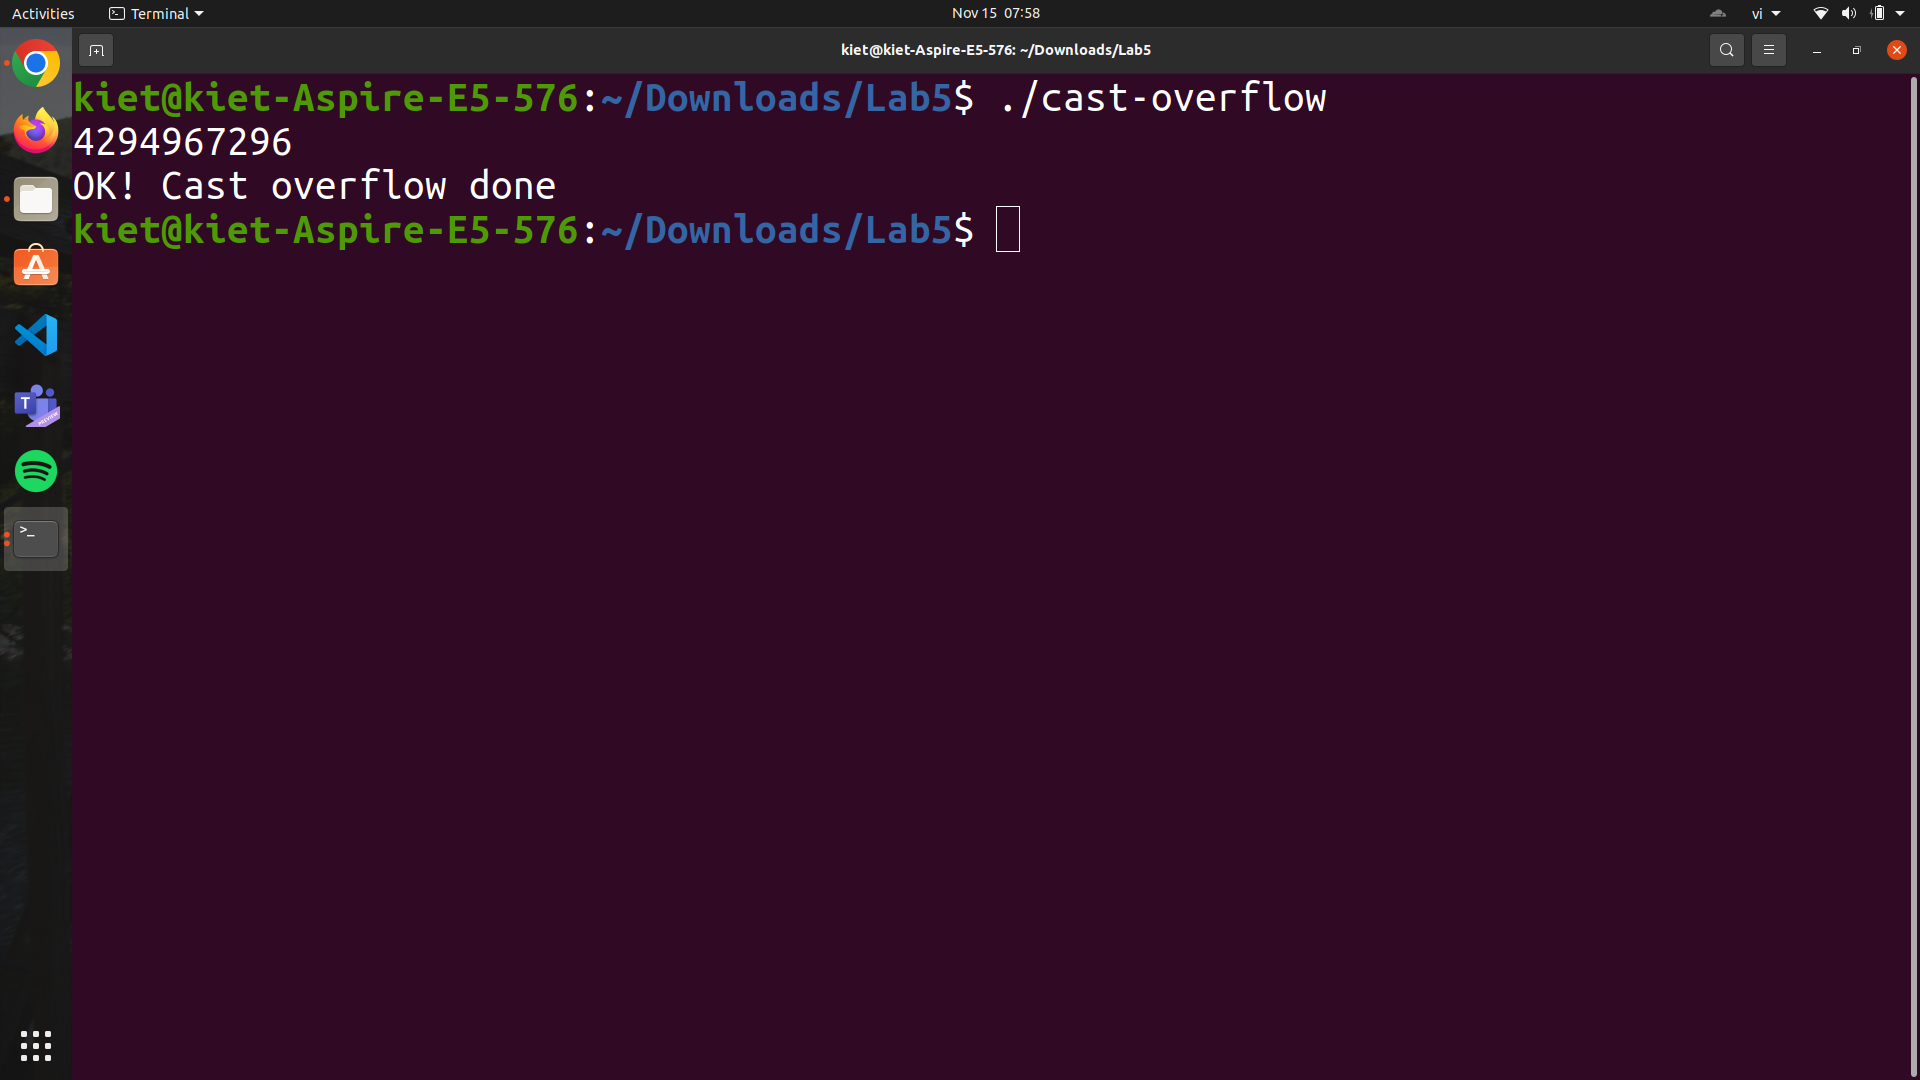 Activities
Terminal
Nov 15 07:58
vi
kiet@kiet-Aspire-E5-576: ~/Downloads/Lab5
kiet@kiet-Aspire-E5-576:~/Downloads/Lab5$ ./cast-overflow
4294967296
OK! Cast overflow done
kiet@kiet-Aspire-E5-576:~/Downloads/Lab5$
T
PREVIEW
>_